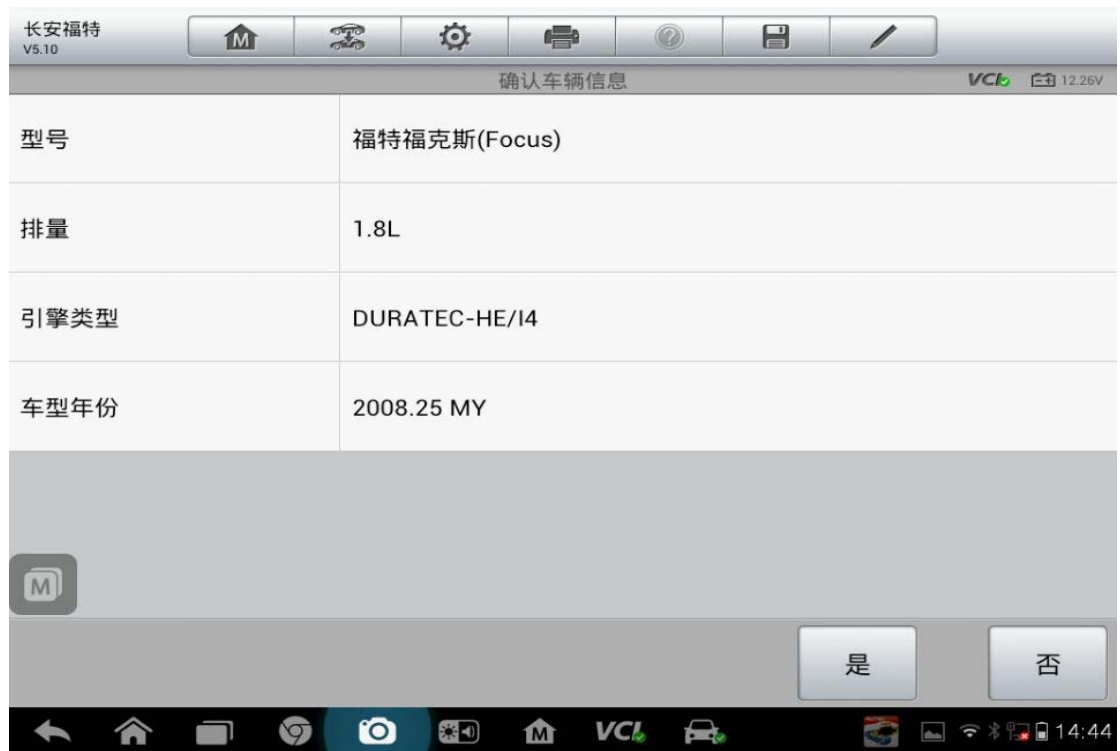 长安福特
V5.10
M
确认车辆信息
VCI
12.26V
型号
福特福克斯(Focus)
排量
1.8L
引擎类型
DURATEC-HE/I4
车型年份
2008.25 MY
M
是
否
M
VCI
14:44